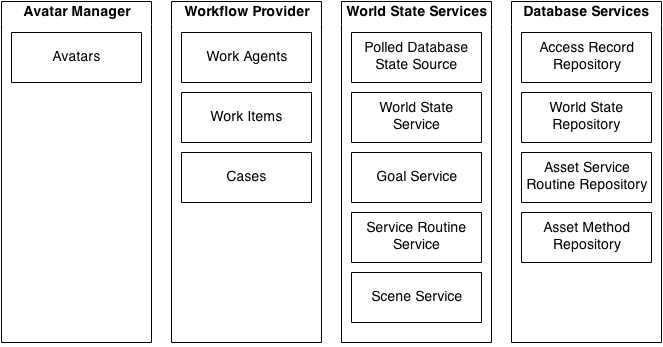 Avatar Manager
Avatars
Workflow Provider
Work Agents
Work Items
Cases
World State Services
Polled Database
State Source
World State
Service
Goal Service
Service Routine
Service
Scene Service
Database Services
Access Record
Repository
World State
Repository
Asset Service
Routine Repository
Asset Method
Repository